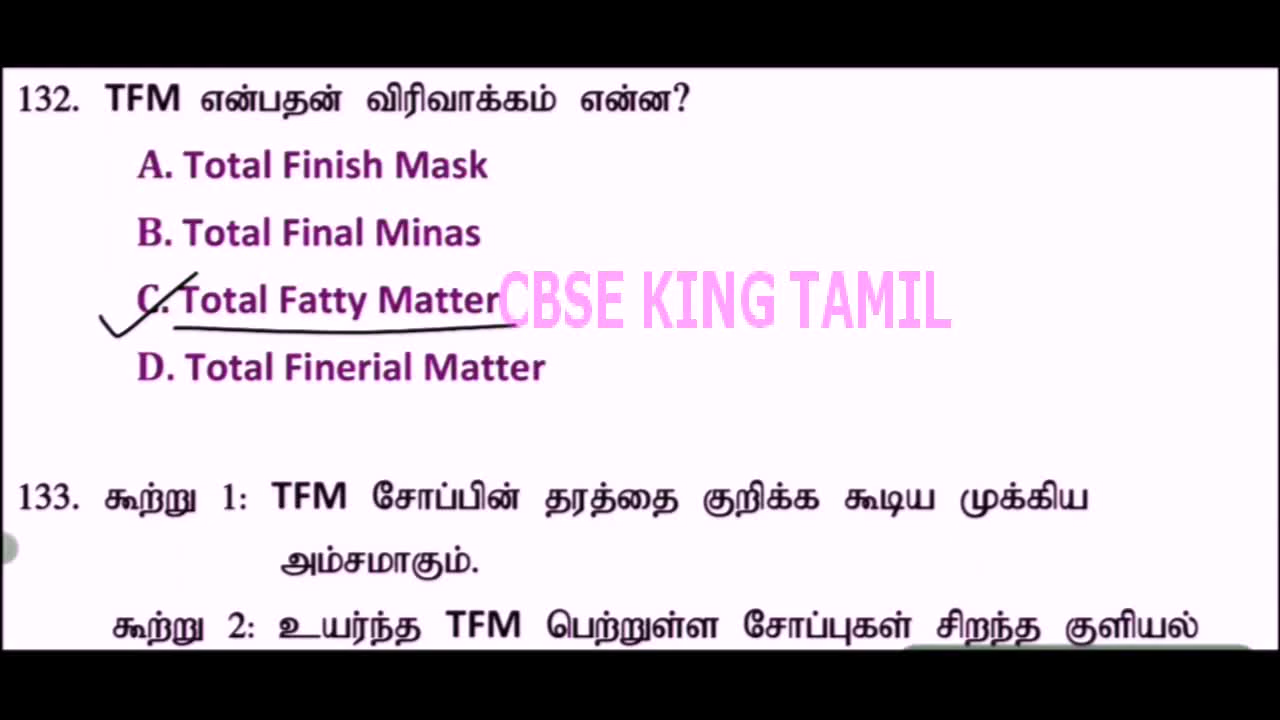 132. TFM என்பதன் விரிவாக்கம் என்ன?
A. Total Finish Mask
B. Total Final Minas
C. Total Fatty Matter
CBSE KING TAMIL
D. Total Finerial Matter
133. கூற்று 1: TFM சோப்பின் தரத்தை குறிக்க கூடிய முக்கிய
அம்சமாகும்.
கூற்று 2: உயர்ந்த TFM பெற்றுள்ள சோப்புகள் சிறந்த குளியல்